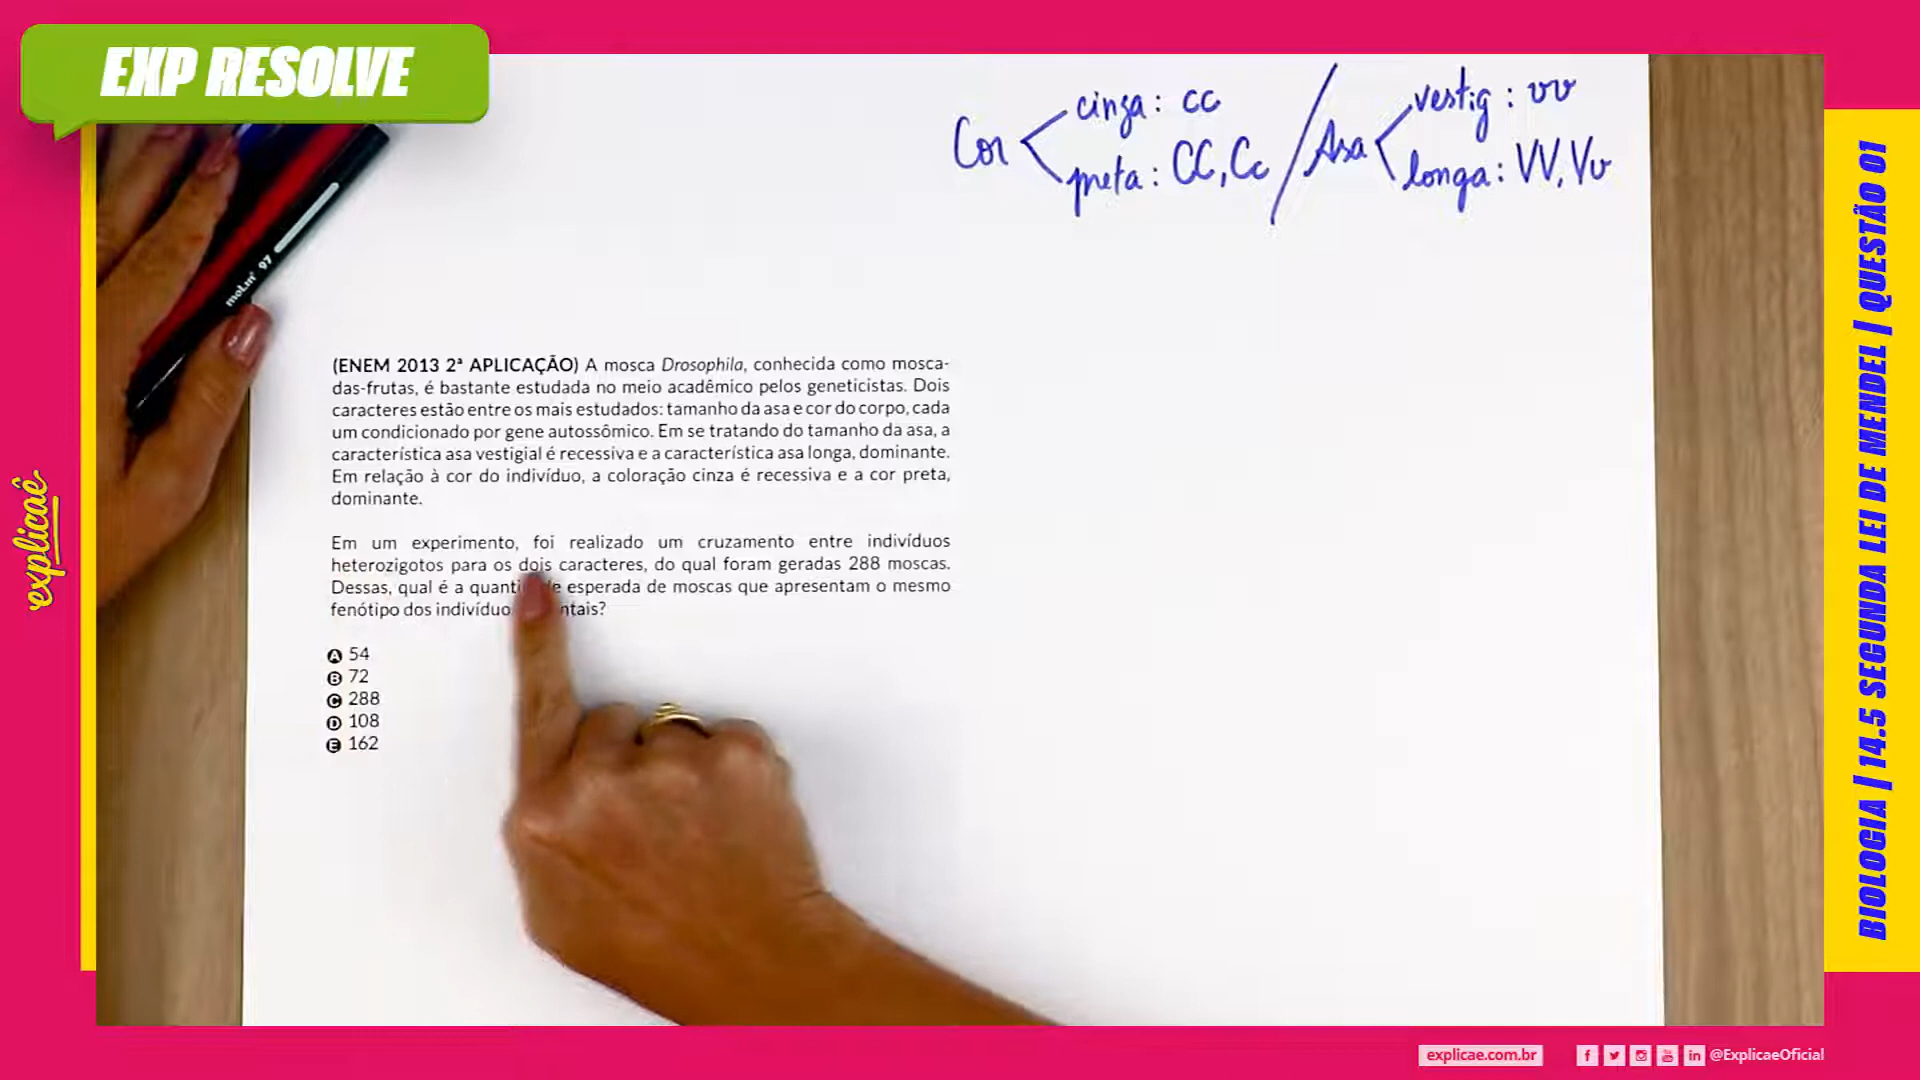 EXP RESOLVE
cinza : cc
Cor
preta : CC, Cc
vestig : vv
Asa
longa : VV, Vv
moLin' 97
(ENEM 2013 2ª APLICAÇÃO) A mosca Drosophila, conhecida como mosca-
das-frutas, é bastante estudada no meio acadêmico pelos geneticistas. Dois
caracteres estão entre os mais estudados: tamanho da asa e cor do corpo, cada
um condicionado por gene autossômico. Em se tratando do tamanho da asa, a
característica asa vestigial é recessiva e a característica asa longa, dominante.
Em relação à cor do indivíduo, a coloração cinza é recessiva e a cor preta,
dominante.
Em um experimento, foi realizado um cruzamento entre indivíduos
heterozigotos para os dois caracteres, do qual foram geradas 288 moscas.
Dessas, qual é a quanti de esperada de moscas que apresentam o mesmo
fenótipo dos indivíduo ntais?
A 54
B 72
C 288
D 108
E 162
explicaê
BIOLOGIA | 14.5 SEGUNDA LEI DE MENDEL | QUESTÃO 01
explicae.com.br
@ExplicaeOficial